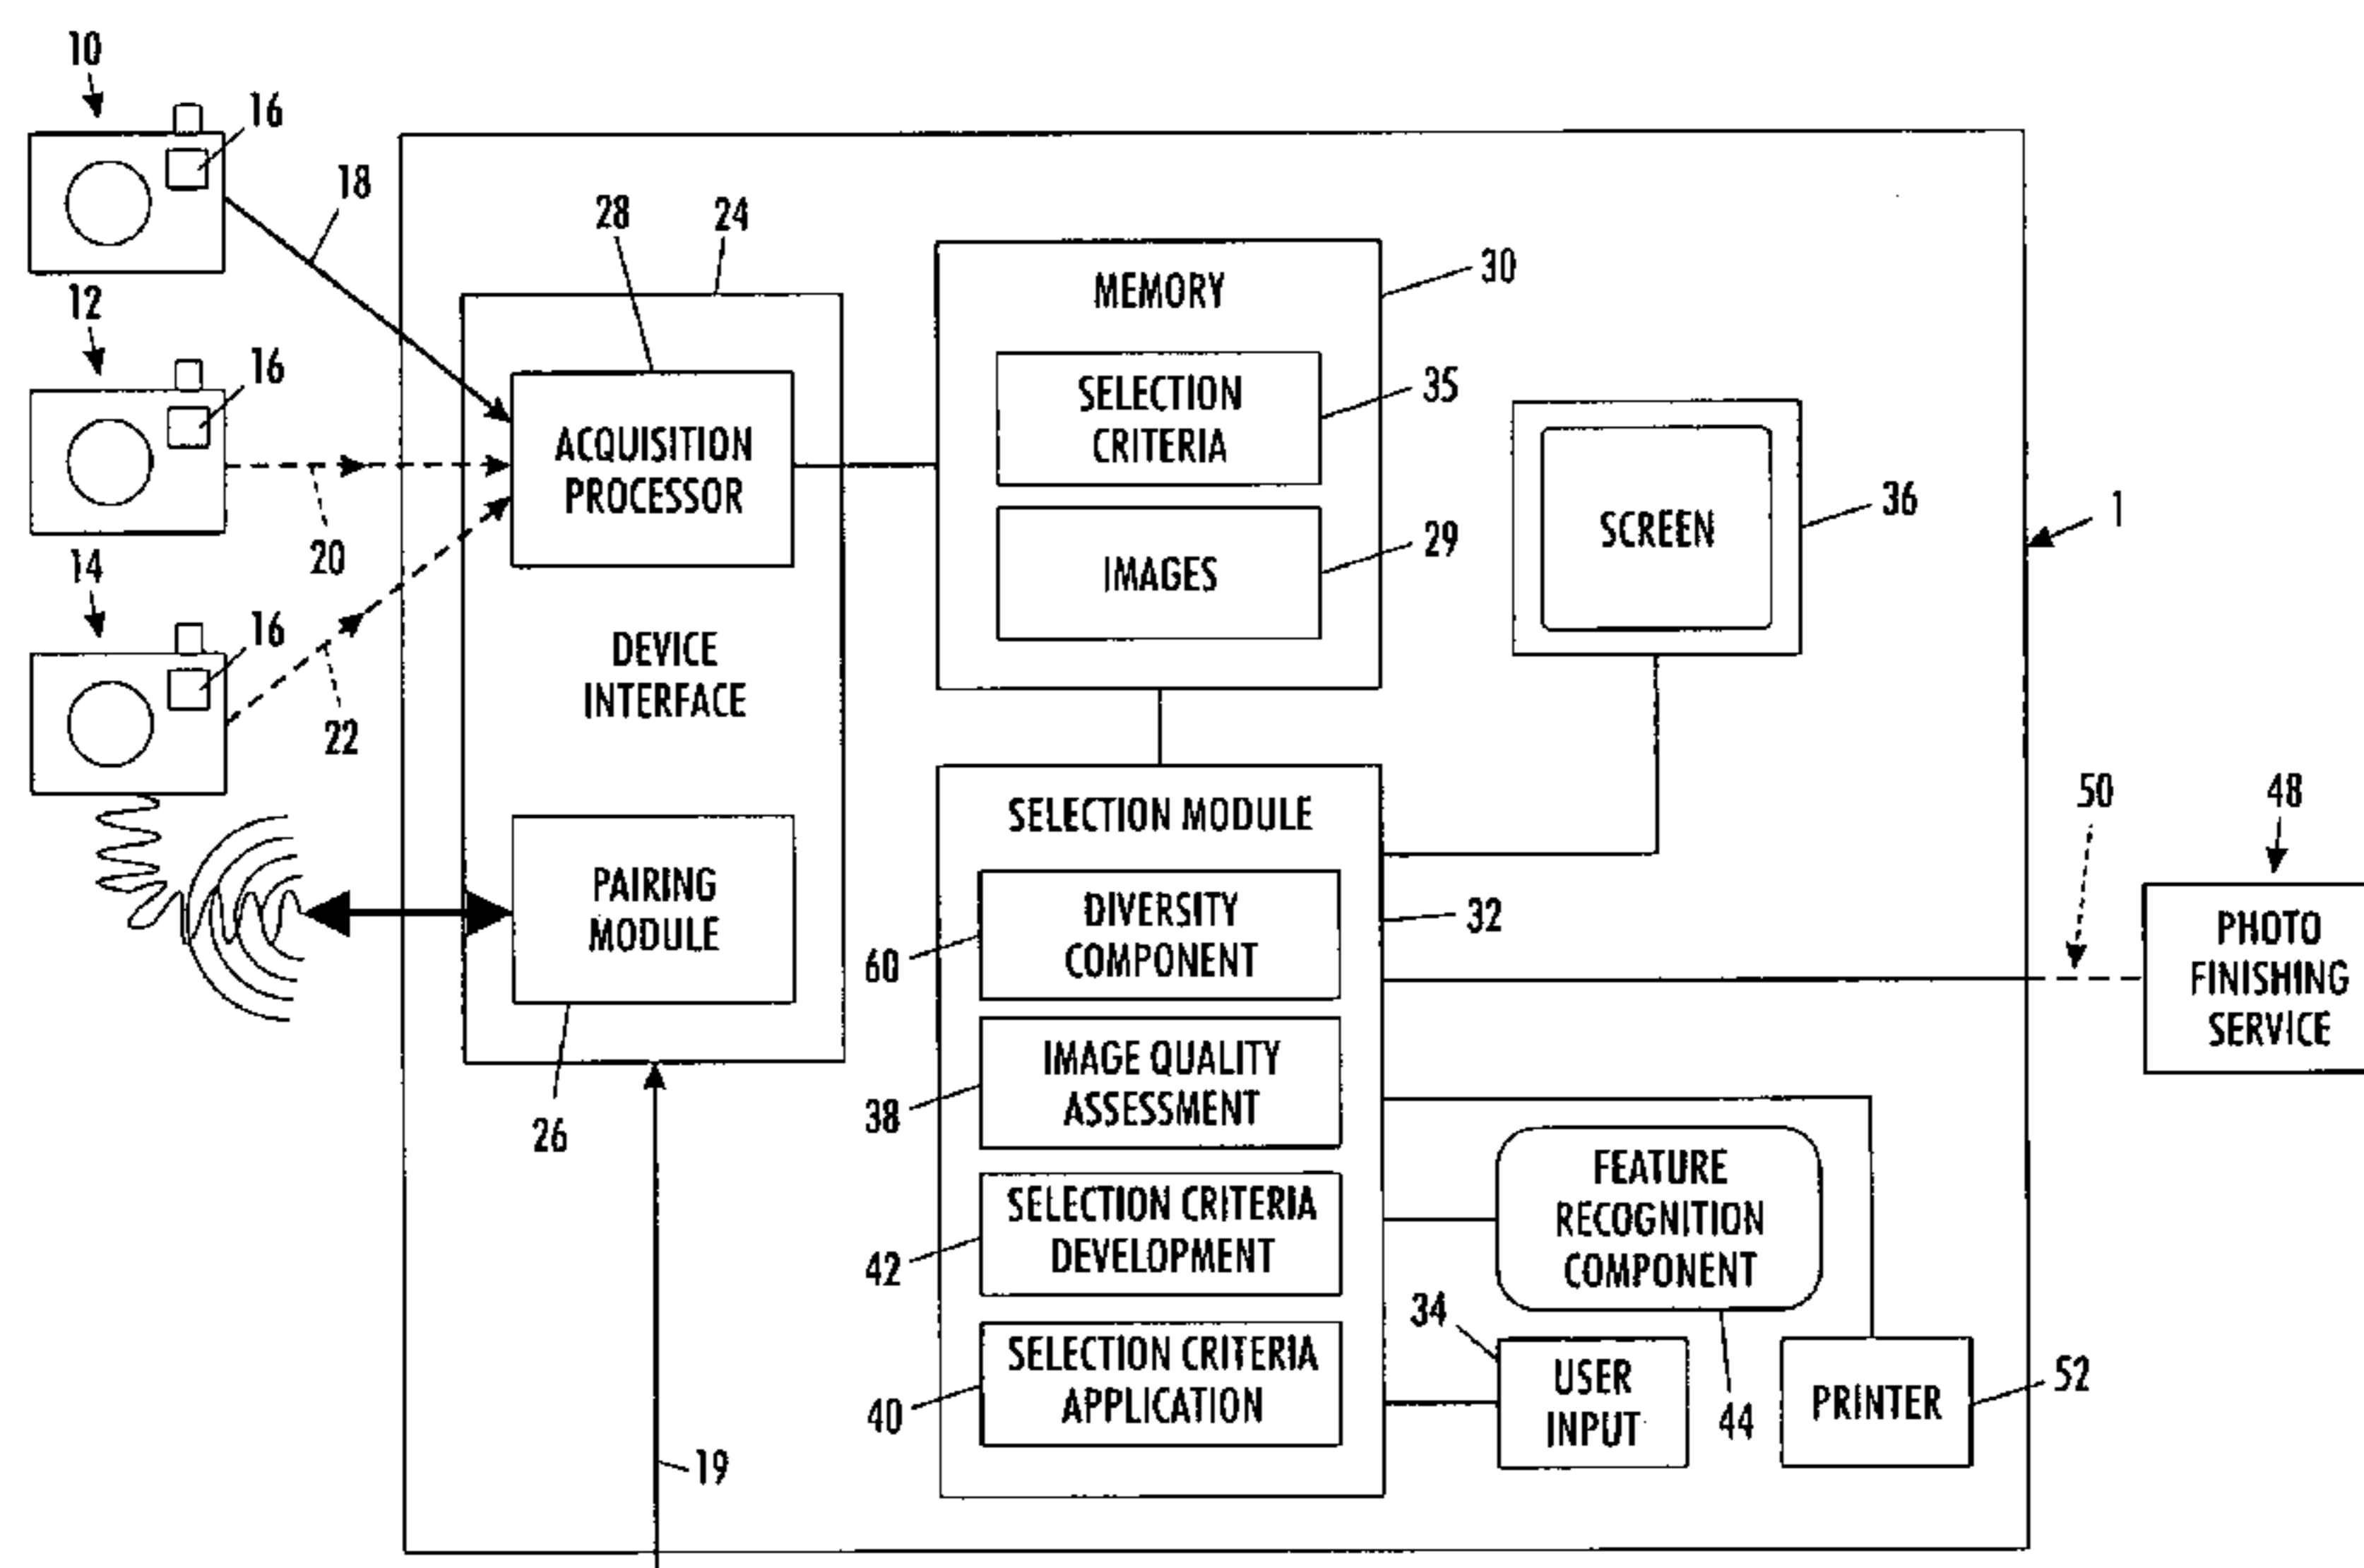 10
16
18
12
16
20
14
16
22
28
24
ACQUISITION
PROCESSOR
DEVICE
INTERFACE
PAIRING
MODULE
26
19
MEMORY
30
SELECTION
CRITERIA
35
IMAGES
29
SCREEN
36
1
SELECTION MODULE
DIVERSITY
COMPONENT
60
32
IMAGE QUALITY
ASSESSMENT
38
SELECTION CRITERIA
DEVELOPMENT
42
SELECTION CRITERIA
APPLICATION
40
50
48
PHOTO
FINISHING
SERVICE
FEATURE
RECOGNITION
COMPONENT
44
34
USER
INPUT
PRINTER
52